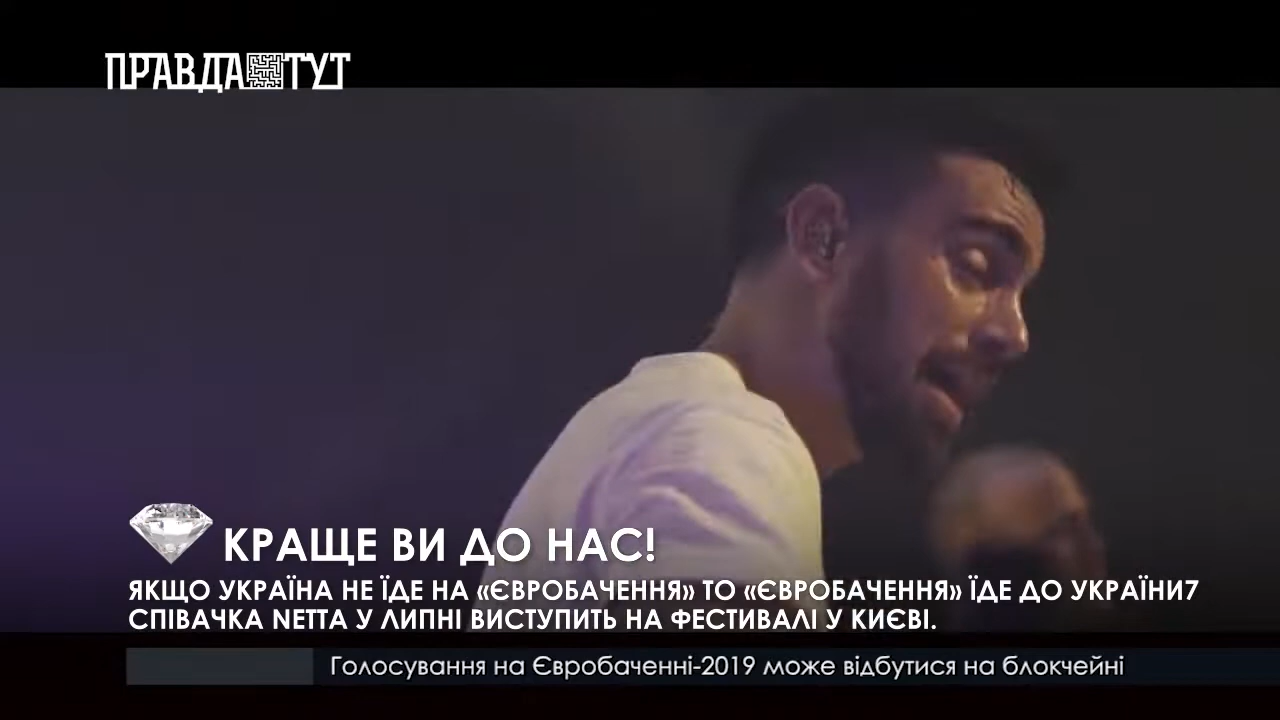 ПРАВДА ТУТ
КРАЩЕ ВИ ДО НАС!
ЯКЩО УКРАЇНА НЕ ЇДЕ НА «ЄВРОБАЧЕННЯ» ТО «ЄВРОБАЧЕННЯ» ЇДЕ ДО УКРАЇНИ7
СПІВАЧКА NETTA У ЛИПНІ ВИСТУПИТЬ НА ФЕСТИВАЛІ У КИЄВІ.
Голосування на Євробаченні-2019 може відбутися на блокчейні